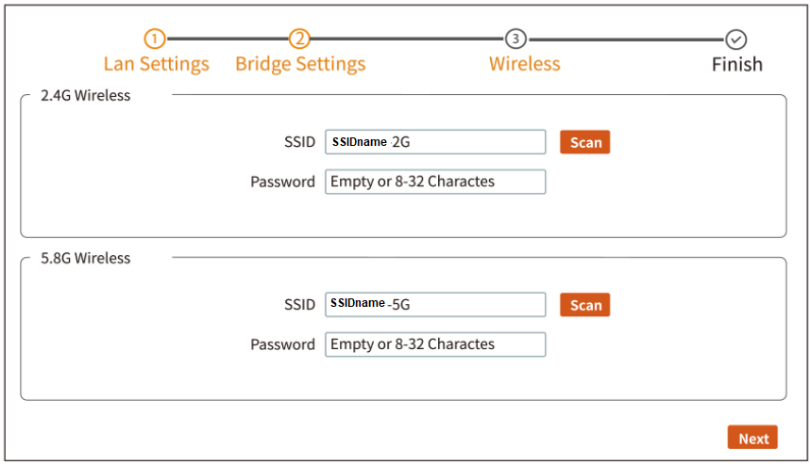 1 2 3
Lan Settings Bridge Settings Wireless Finish
2.4G Wireless
SSID SSIDname -2G Scan
Password Empty or 8-32 Charactes
5.8G Wireless
SSID SSIDname -5G Scan
Password Empty or 8-32 Charactes
Next